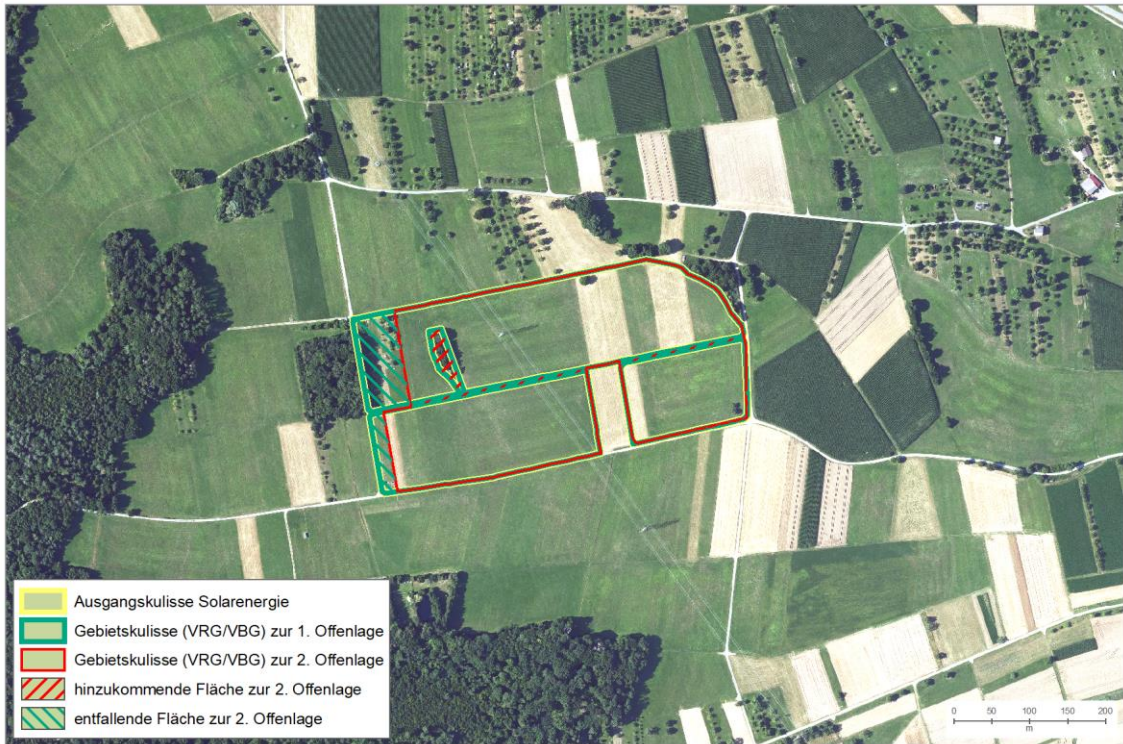 Ausgangskulisse Solarenergie
Gebietskulisse (VRG/VBG) zur 1. Offenlage
Gebietskulisse (VRG/VBG) zur 2. Offenlage
hinzukommende Fläche zur 2. Offenlage
entfallende Fläche zur 2. Offenlage
0 50 100 150 200
m